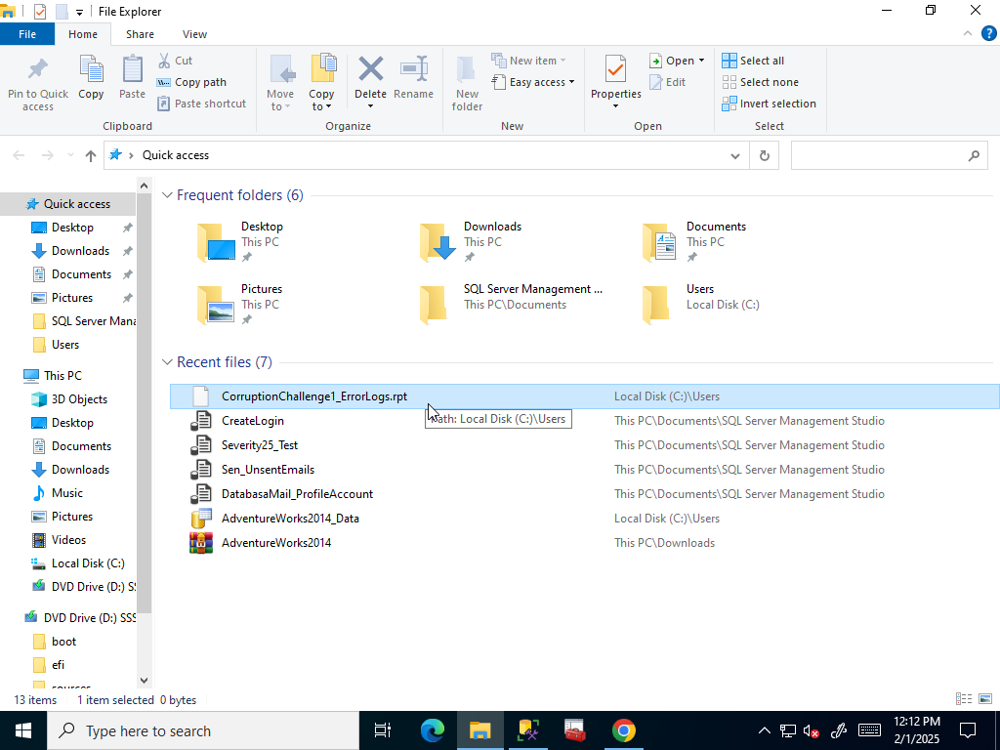 File Explorer
File Home Share View
Pin to Quick access
Copy
Paste
Cut
Copy path
Paste shortcut
Clipboard
Move to
Copy to
Delete
Rename
Organize
New folder
New item
Easy access
New
Properties
Open
Edit
Open
Select all
Select none
Invert selection
Select
Quick access
Quick access
Desktop
Downloads
Documents
Pictures
SQL Server Mana
Users
This PC
3D Objects
Desktop
Documents
Downloads
Music
Pictures
Videos
Local Disk (C:)
DVD Drive (D:) SS
DVD Drive (D:) SSS
boot
efi
sources
Frequent folders (6)
Desktop
This PC
Downloads
This PC
Documents
This PC
Pictures
This PC
SQL Server Management ...
This PC\Documents
Users
Local Disk (C:)
Recent files (7)
CorruptionChallenge1_ErrorLogs.rpt Local Disk (C:)\Users
Path: Local Disk (C:)\Users
CreateLogin This PC\Documents\SQL Server Management Studio
Severity25_Test This PC\Documents\SQL Server Management Studio
Sen_UnsentEmails This PC\Documents\SQL Server Management Studio
DatabasaMail_ProfileAccount This PC\Documents\SQL Server Management Studio
AdventureWorks2014_Data Local Disk (C:)\Users
AdventureWorks2014 This PC\Downloads
13 items 1 item selected 0 bytes
Type here to search
12:12 PM
2/1/2025